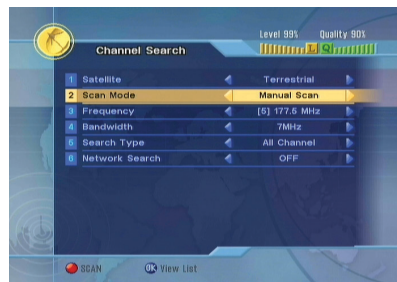 Level 99% Quality 90%
Channel Search
L Q
1 Satellite Terrestrial
2 Scan Mode Manual Scan
3 Frequency [5] 177.5 MHz
4 Bandwidth 7MHz
5 Search Type All Channel
6 Network Search OFF
SCAN OK View List